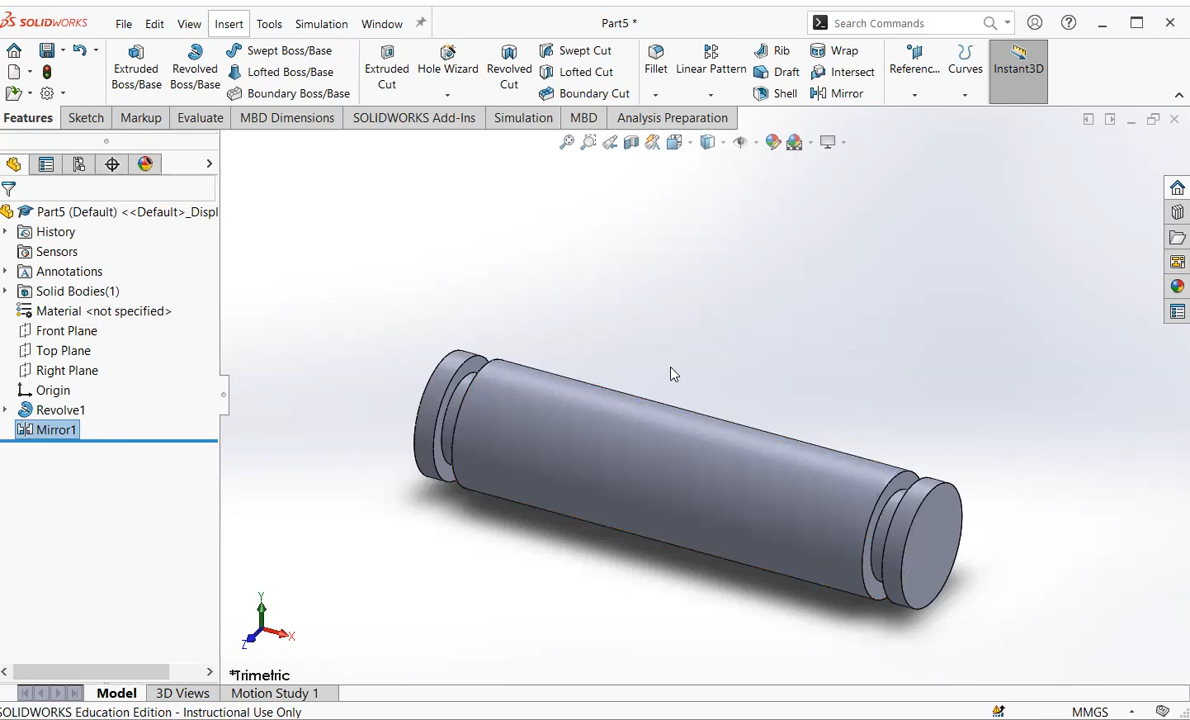 SOLIDWORKS File Edit View Insert Tools Simulation Window Part5 * Search Commands
Extruded Boss/Base
Revolved Boss/Base
Swept Boss/Base
Lofted Boss/Base
Boundary Boss/Base
Extruded Cut
Hole Wizard
Revolved Cut
Swept Cut
Lofted Cut
Boundary Cut
Fillet
Linear Pattern
Rib
Draft
Shell
Wrap
Intersect
Mirror
Referenc...
Curves
Instant3D
Features Sketch Markup Evaluate MBD Dimensions SOLIDWORKS Add-Ins Simulation MBD Analysis Preparation
Part5 (Default) <<Default>_Displ
History
Sensors
Annotations
Solid Bodies(1)
Material <not specified>
Front Plane
Top Plane
Right Plane
Origin
Revolve1
Mirror1
Y
X
Z
*Trimetric
Model 3D Views Motion Study 1
SOLIDWORKS Education Edition - Instructional Use Only MMGS